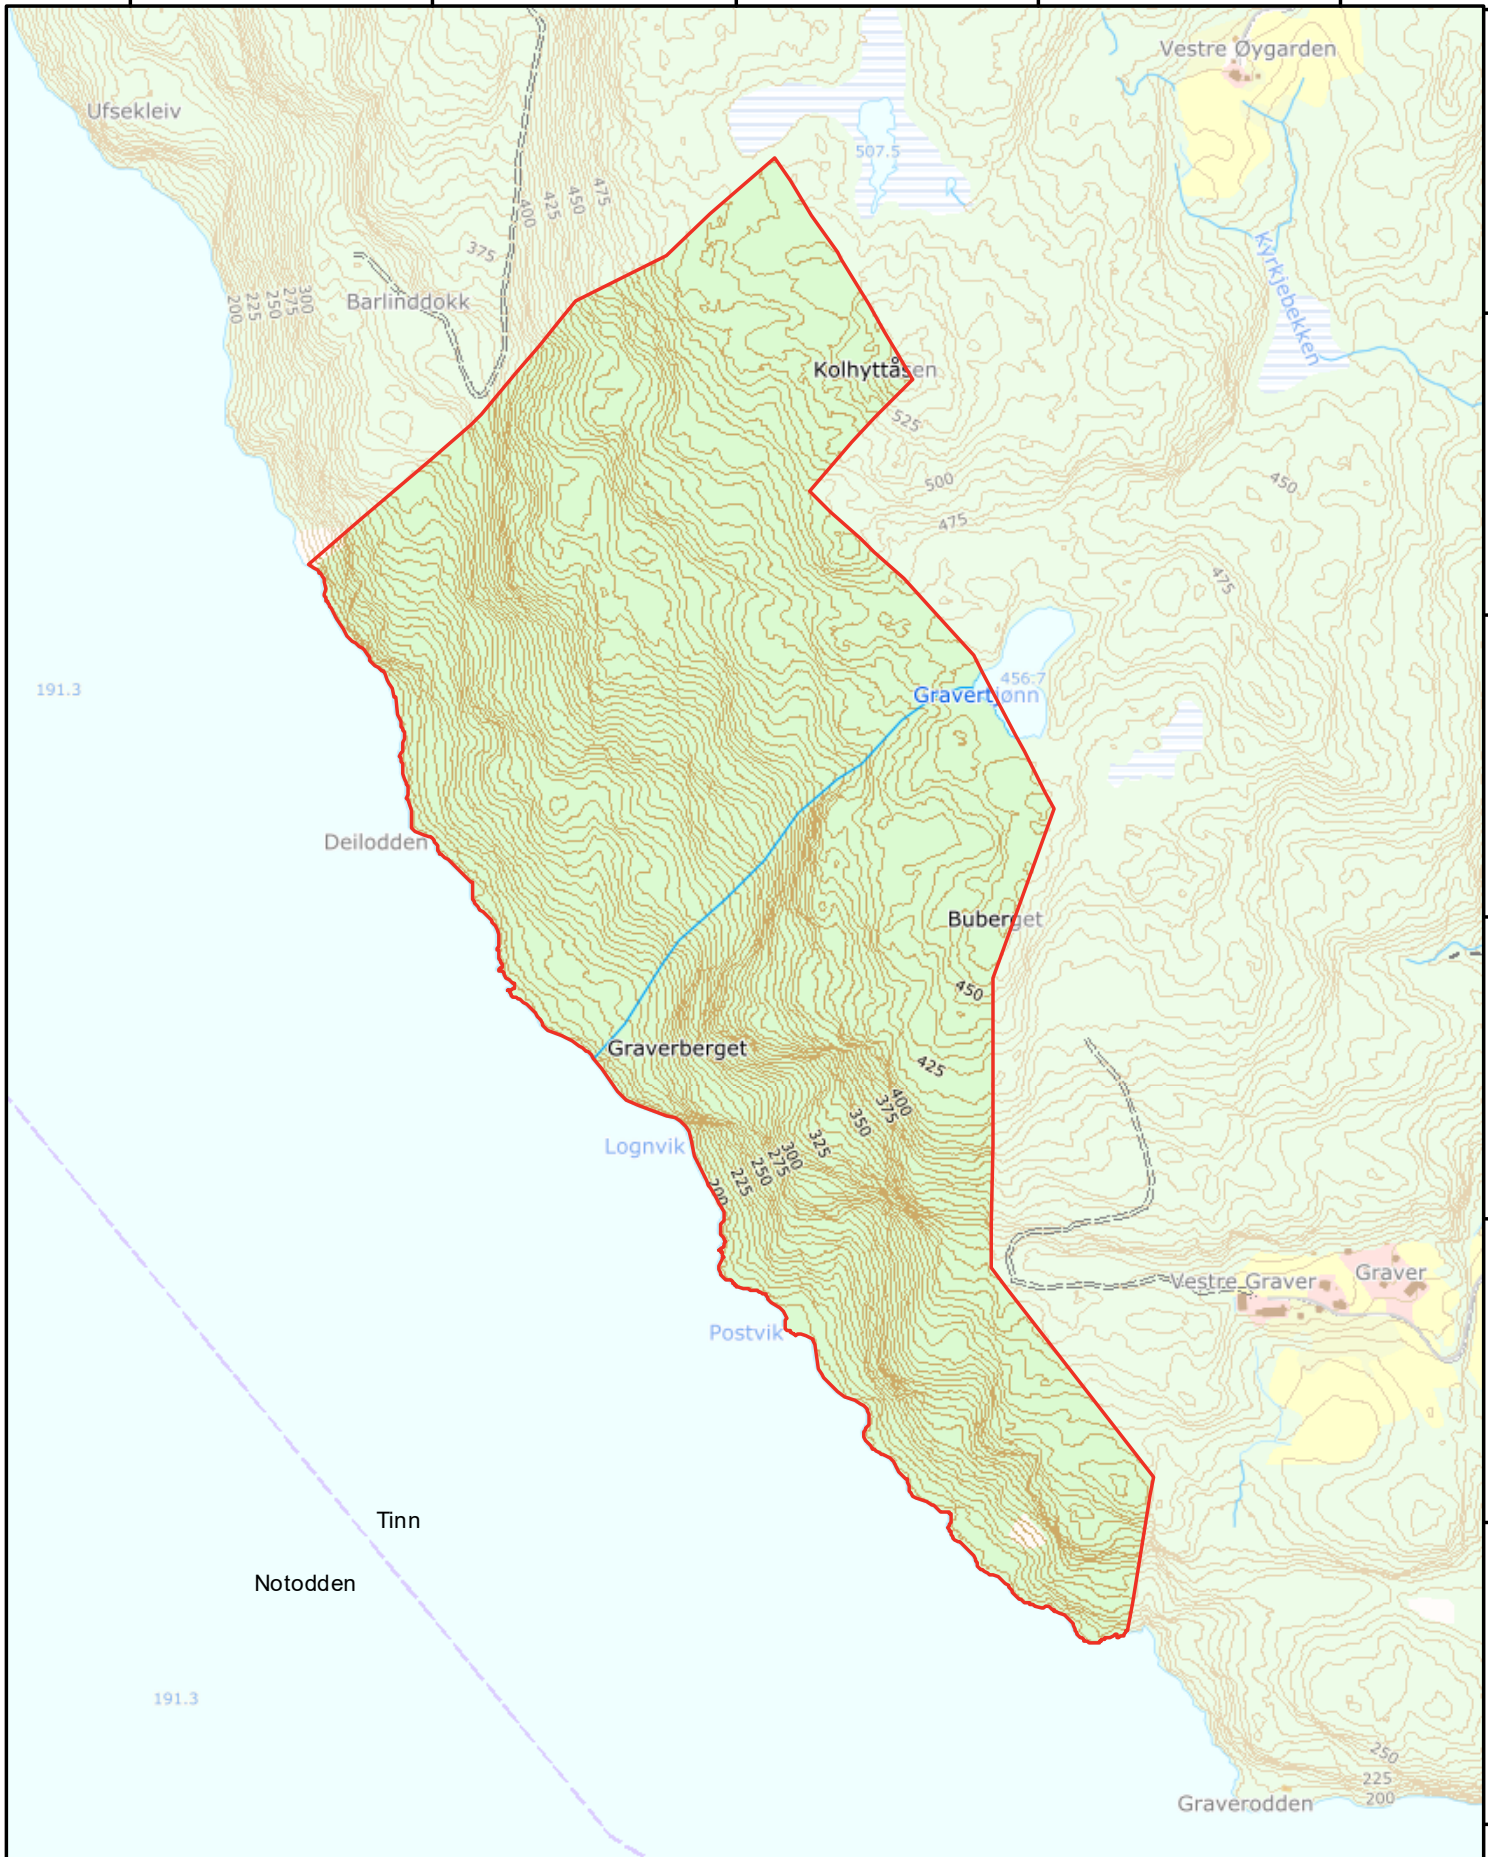 Vestre Øygarden
Ufsekleiv
507.5
475
450
425
400
375
Barlinddokk
300
275
250
225
200
Kyrkjebekken
Kolhyttåsen
525
500
450
475
475
456.7
191.3
Gravertjønn
Deilodden
Buberget
450
Graverberget
425
400
375
350
325
300
275
250
225
200
Lognvik
Vestre Graver
Graver
Postvik
Tinn
Notodden
191.3
250
225
200
Graverodden